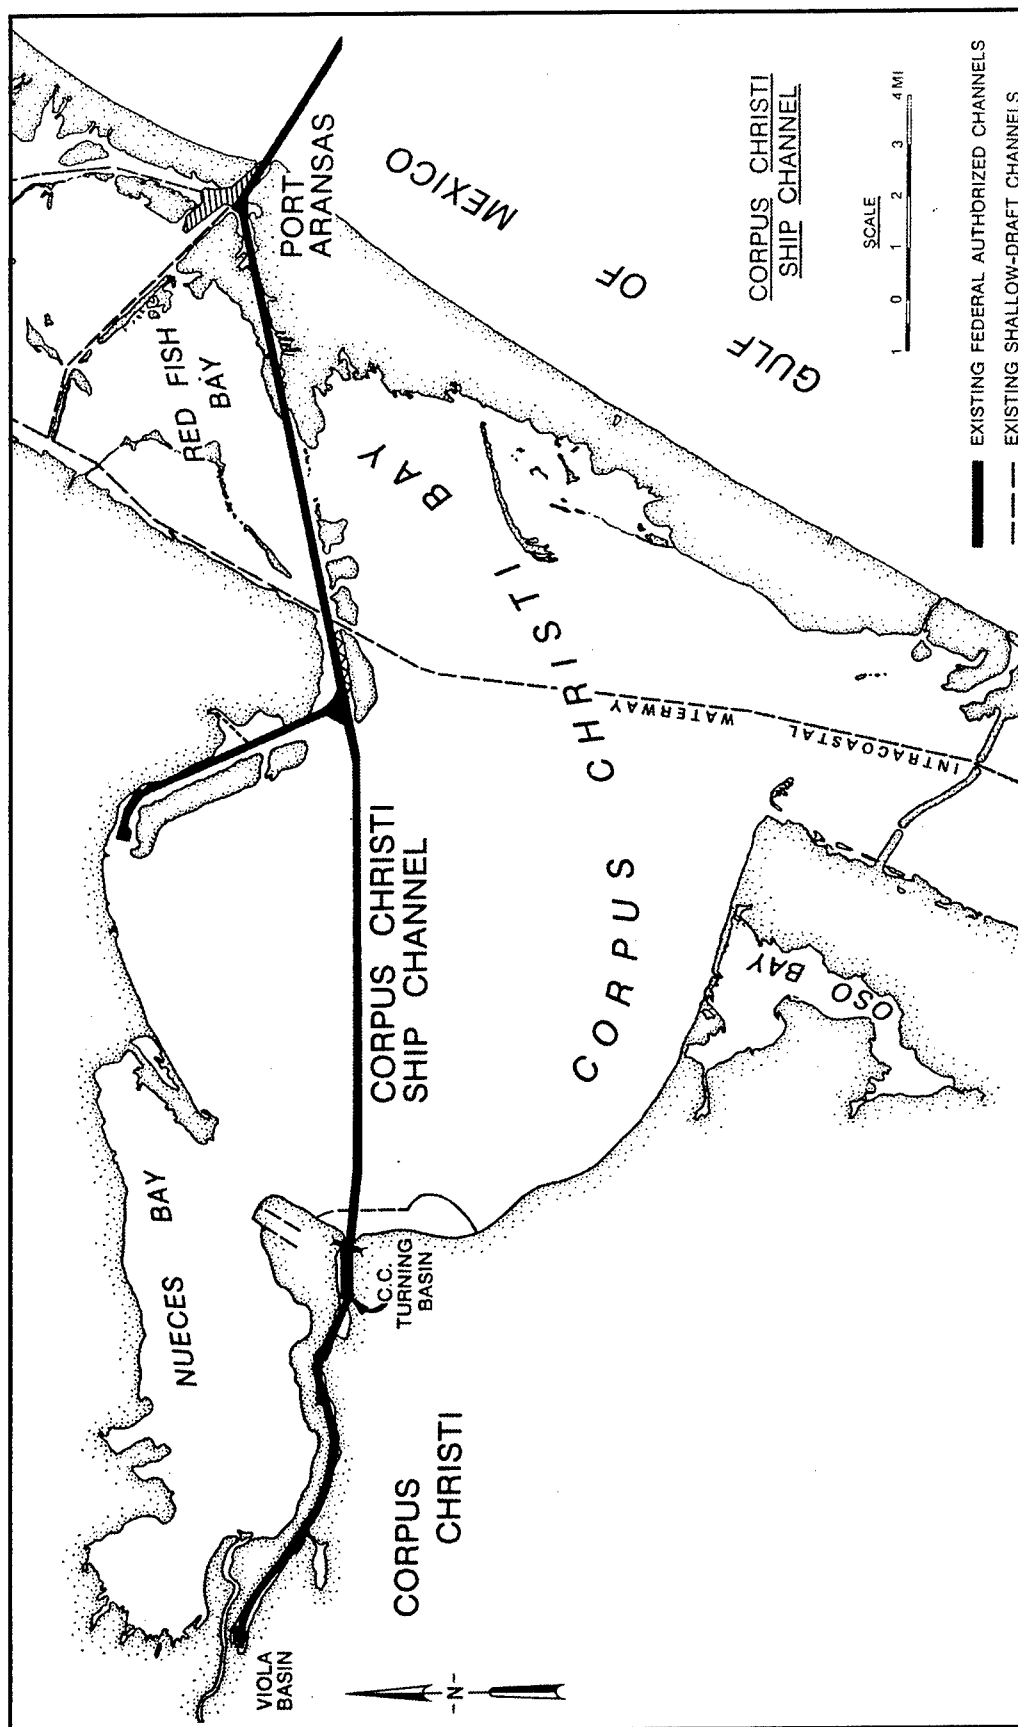 PORT
ARANSAS
RED FISH
BAY
GULF
OF
MEXICO
CORPUS CHRISTI
SHIP CHANNEL
SCALE
1 0 1 2 3 4 MI
EXISTING FEDERAL AUTHORIZED CHANNELS
EXISTING SHALLOW-DRAFT CHANNELS
CORPUS CHRISTI BAY
INTRACOASTAL
WATERWAY
CORPUS CHRISTI
SHIP CHANNEL
OSO
BAY
NUECES BAY
C.C.
TURNING
BASIN
CORPUS
CHRISTI
VIOLA
BASIN
-N-